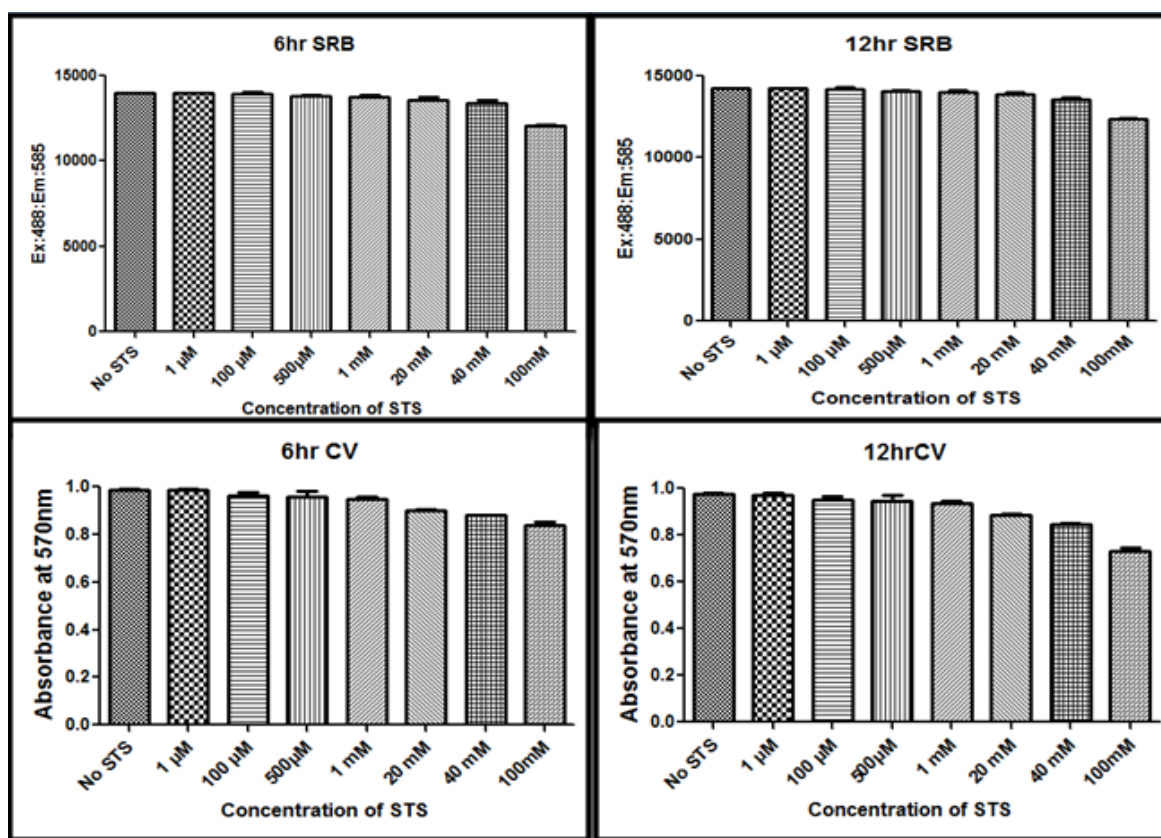 6hr SRB
Ex:488:Em:585
15000
10000
5000
0
No STS
1 µM
100 µM
500µM
1 mM
20 mM
40 mM
100mM
Concentration of STS
12hr SRB
Ex:488:Em:585
15000
10000
5000
0
No STS
1 µM
100 µM
500µM
1 mM
20 mM
40 mM
100mM
Concentration of STS
6hr CV
Absorbance at 570nm
1.0
0.8
0.6
0.4
0.2
0.0
No STS
1 µM
100 µM
500µM
1 mM
20 mM
40 mM
100mM
Concentration of STS
12hrCV
Absorbance at 570nm
1.0
0.8
0.6
0.4
0.2
0.0
No STS
1 µM
100 µM
500µM
1 mM
20 mM
40 mM
100mM
Concentration of STS